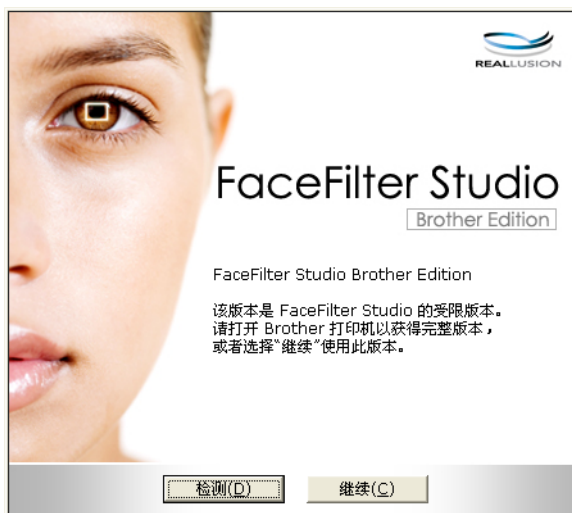 REALLUSION
FaceFilter Studio
Brother Edition
FaceFilter Studio Brother Edition
该版本是 FaceFilter Studio 的受限版本。
请打开 Brother 打印机以获得完整版本，
或者选择“继续”使用此版本。
检测(D)
继续(C)